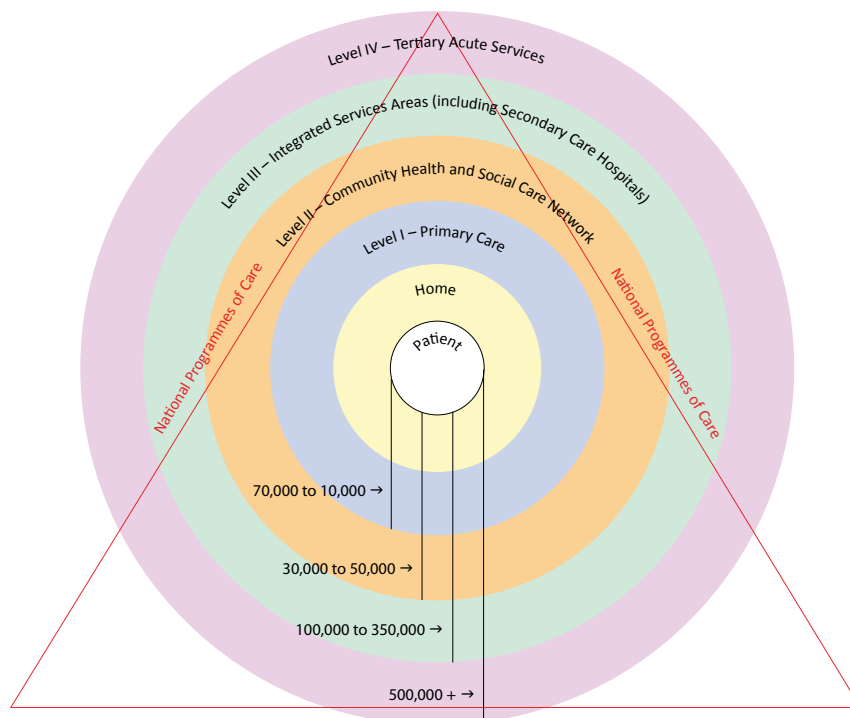 Level IV – Tertiary Acute Services
Level III – Integrated Services Areas (including Secondary Care Hospitals)
Level II – Community Health and Social Care Network
Level I – Primary Care
Home
Patient
National Programmes of Care
National Programmes of Care
70,000 to 10,000 →
30,000 to 50,000 →
100,000 to 350,000 →
500,000 + →